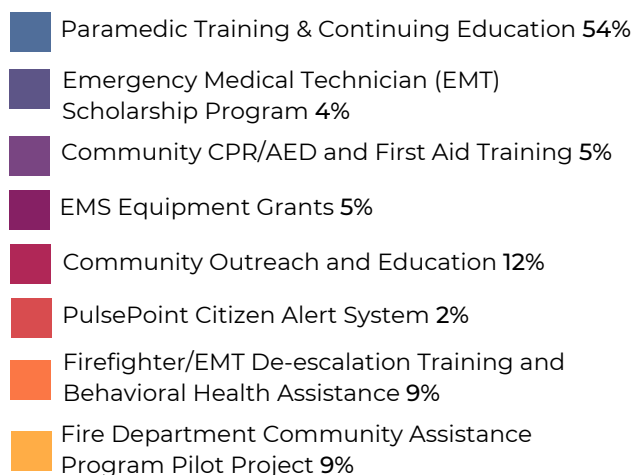 Paramedic Training & Continuing Education 54%
Emergency Medical Technician (EMT)
Scholarship Program 4%
Community CPR/AED and First Aid Training 5%
EMS Equipment Grants 5%
Community Outreach and Education 12%
PulsePoint Citizen Alert System 2%
Firefighter/EMT De-escalation Training and
Behavioral Health Assistance 9%
Fire Department Community Assistance
Program Pilot Project 9%